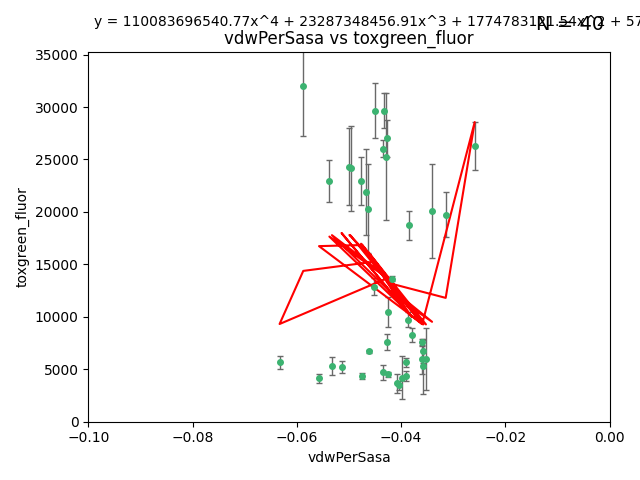 y = 110083696540.77x^4 + 23287348456.91x^3 + 1774783
N = 40
vdwPerSasa vs toxgreen_fluor
35000
30000
25000
20000
15000
10000
5000
0
toxgreen_fluor
−0.10 −0.08 −0.06 −0.04 −0.02 0.00
vdwPerSasa